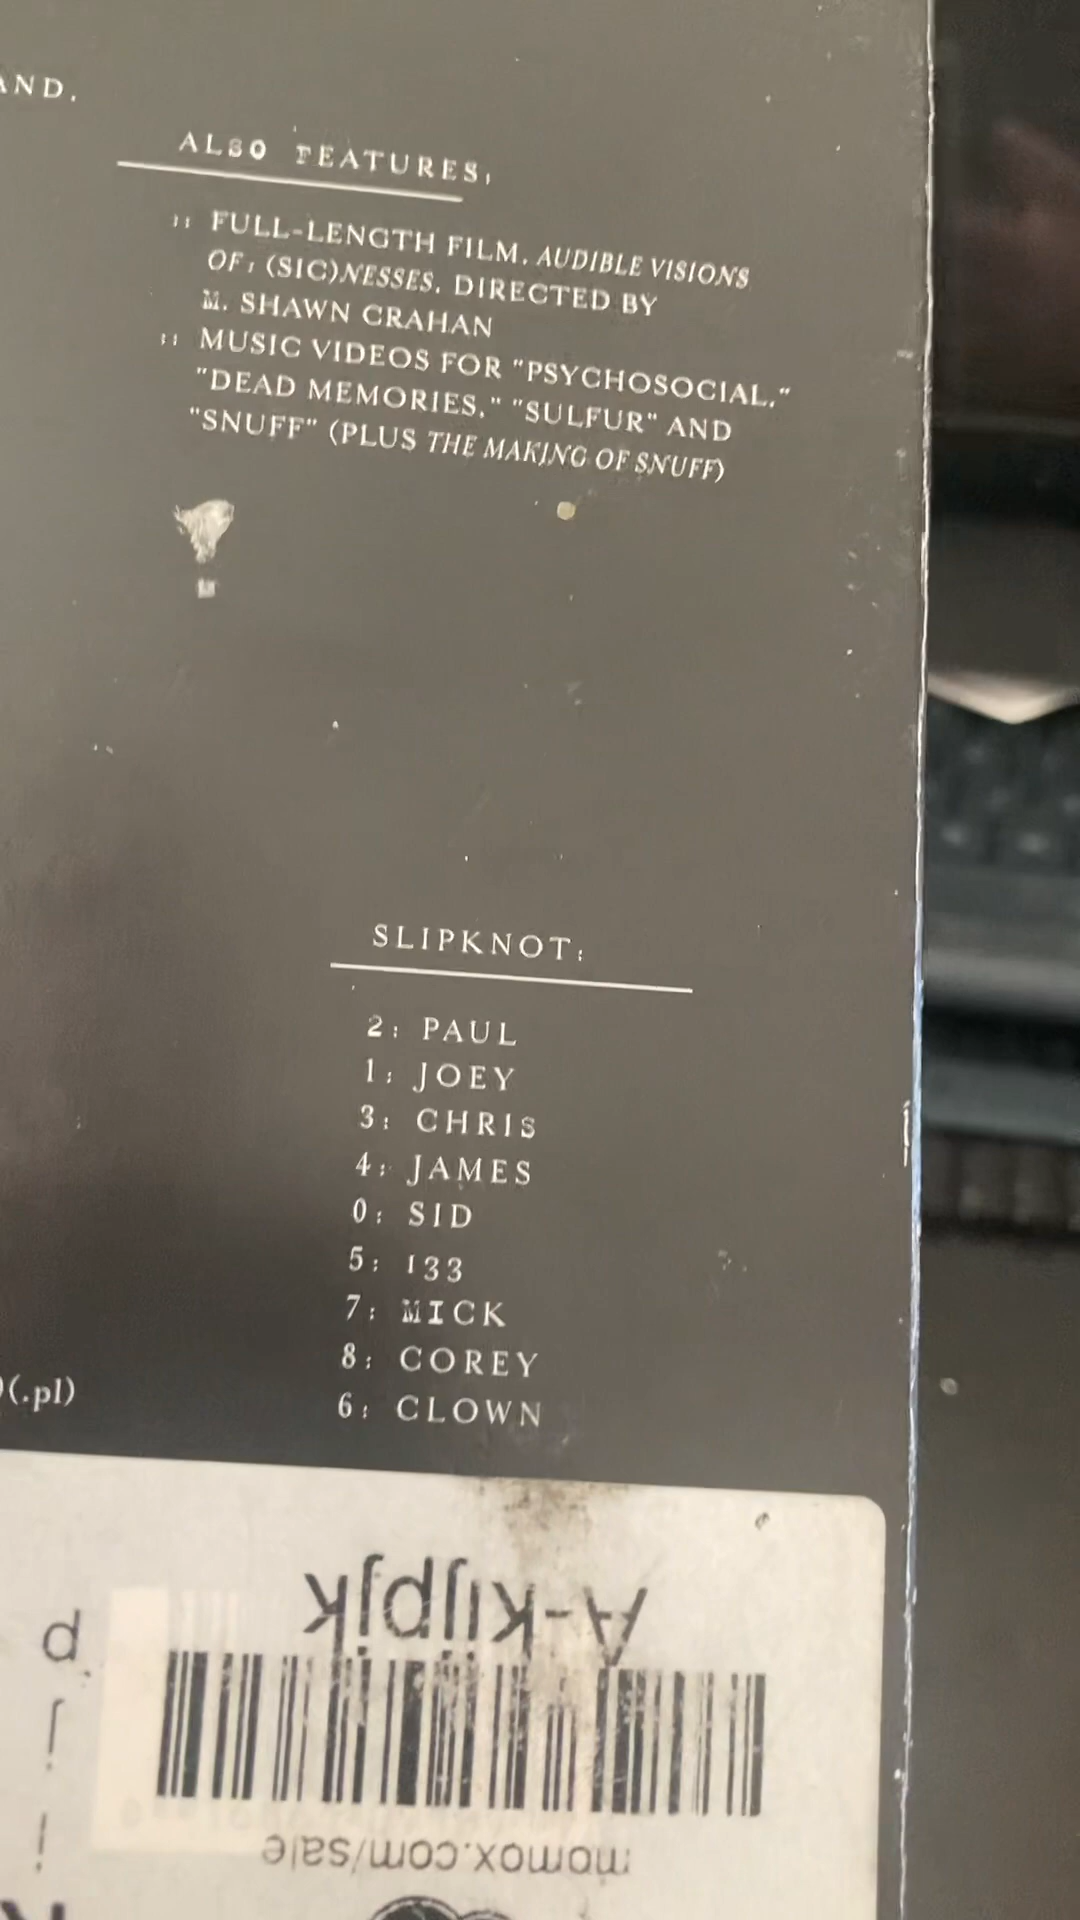 AND.
ALSO FEATURES:
:: FULL-LENGTH FILM, AUDIBLE VISIONS
OF: (SIC)NESSES, DIRECTED BY
M. SHAWN CRAHAN
:: MUSIC VIDEOS FOR "PSYCHOSOCIAL,"
"DEAD MEMORIES," "SULFUR" AND
"SNUFF" (PLUS THE MAKING OF SNUFF)
SLIPKNOT:
2: PAUL
1: JOEY
3: CHRIS
4: JAMES
0: SID
5: 133
7: MICK
8: COREY
6: CLOWN
)(.pl)
A-kijpjk
momox.com/sale